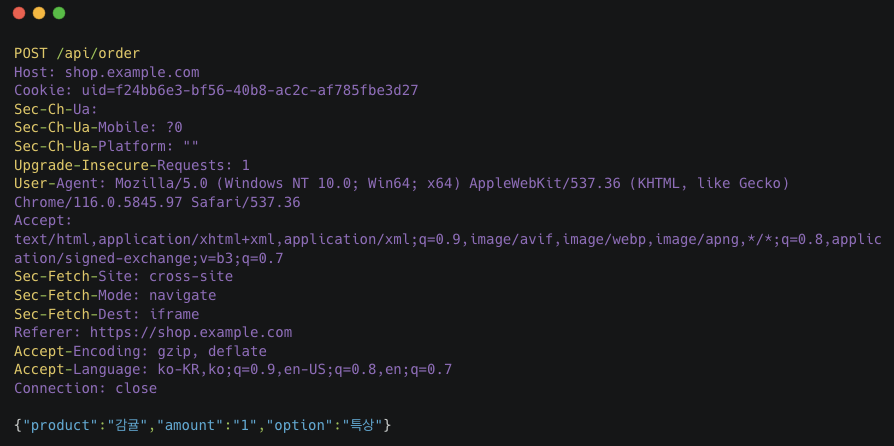 POST /api/order
Host: shop.example.com
Cookie: uid=f24bb6e3-bf56-40b8-ac2c-af785fbe3d27
Sec-Ch-Ua:
Sec-Ch-Ua-Mobile: ?0
Sec-Ch-Ua-Platform: ""
Upgrade-Insecure-Requests: 1
User-Agent: Mozilla/5.0 (Windows NT 10.0; Win64; x64) AppleWebKit/537.36 (KHTML, like Gecko)
Chrome/116.0.5845.97 Safari/537.36
Accept:
text/html,application/xhtml+xml,application/xml;q=0.9,image/avif,image/webp,image/apng,*/*;q=0.8,applic
ation/signed-exchange;v=b3;q=0.7
Sec-Fetch-Site: cross-site
Sec-Fetch-Mode: navigate
Sec-Fetch-Dest: iframe
Referer: https://shop.example.com
Accept-Encoding: gzip, deflate
Accept-Language: ko-KR,ko;q=0.9,en-US;q=0.8,en;q=0.7
Connection: close
{"product":"감귤","amount":"1","option":"특상"}